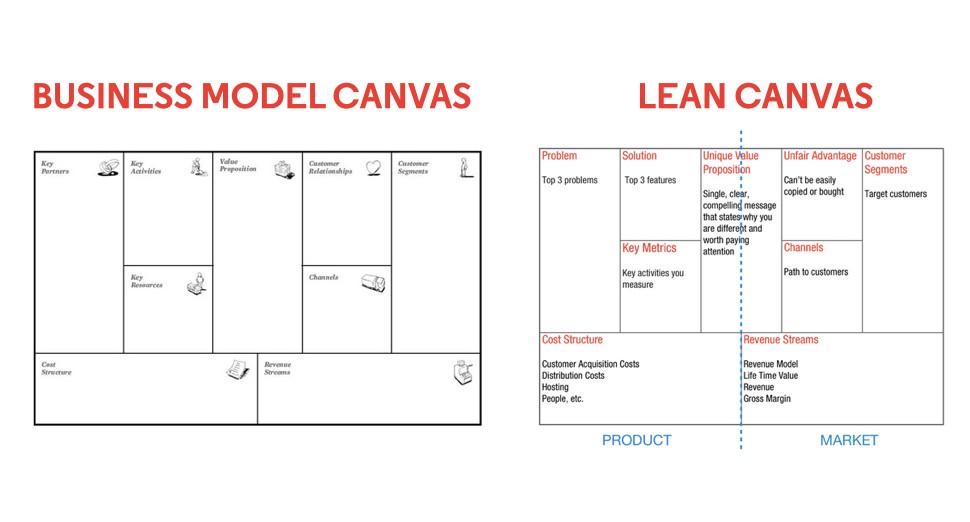 BUSINESS MODEL CANVAS
Key
Partners
Key
Activities
Value
Proposition
Customer
Relationships
Customer
Segments
Key
Resources
Channels
Cost
Structure
Revenue
Streams
LEAN CANVAS
Problem
Top 3 problems
Solution
Top 3 features
Key Metrics
Key activities you
measure
Unique Value
Proposition
Single, clear,
compelling message
that states why you
are different and
worth paying
attention
Unfair Advantage
Can't be easily
copied or bought
Channels
Path to customers
Customer
Segments
Target customers
Cost Structure
Customer Acquisition Costs
Distribution Costs
Hosting
People, etc.
Revenue Streams
Revenue Model
Life Time Value
Revenue
Gross Margin
PRODUCT
MARKET